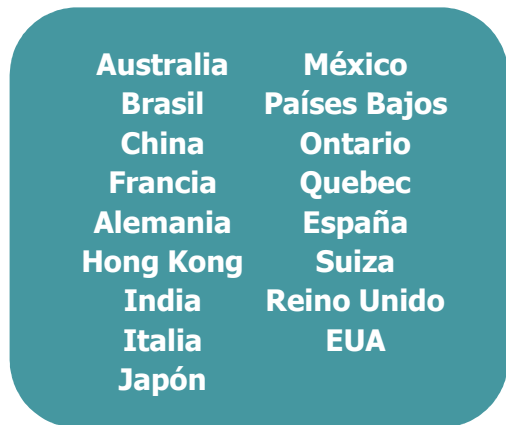 Australia
Brasil
China
Francia
Alemania
Hong Kong
India
Italia
Japón
México
Países Bajos
Ontario
Quebec
España
Suiza
Reino Unido
EUA